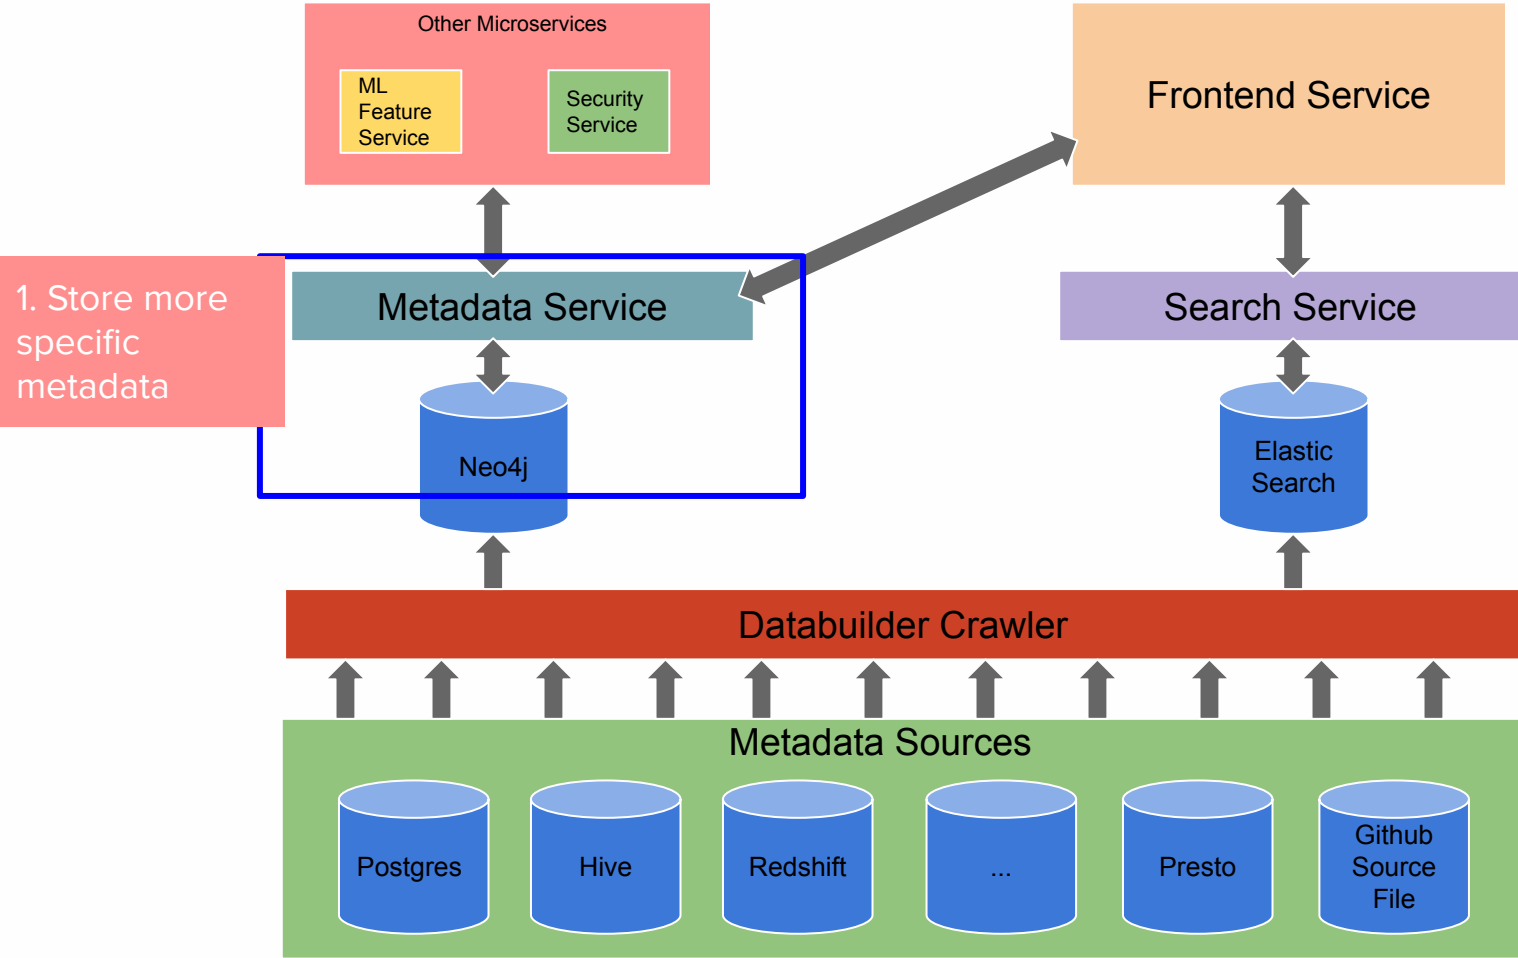 Other Microservices
ML
Feature
Service
Security
Service
Frontend Service
1. Store more
specific
metadata
Metadata Service
Search Service
Neo4j
Elastic
Search
Databuilder Crawler
Metadata Sources
Postgres
Hive
Redshift
...
Presto
Github
Source
File